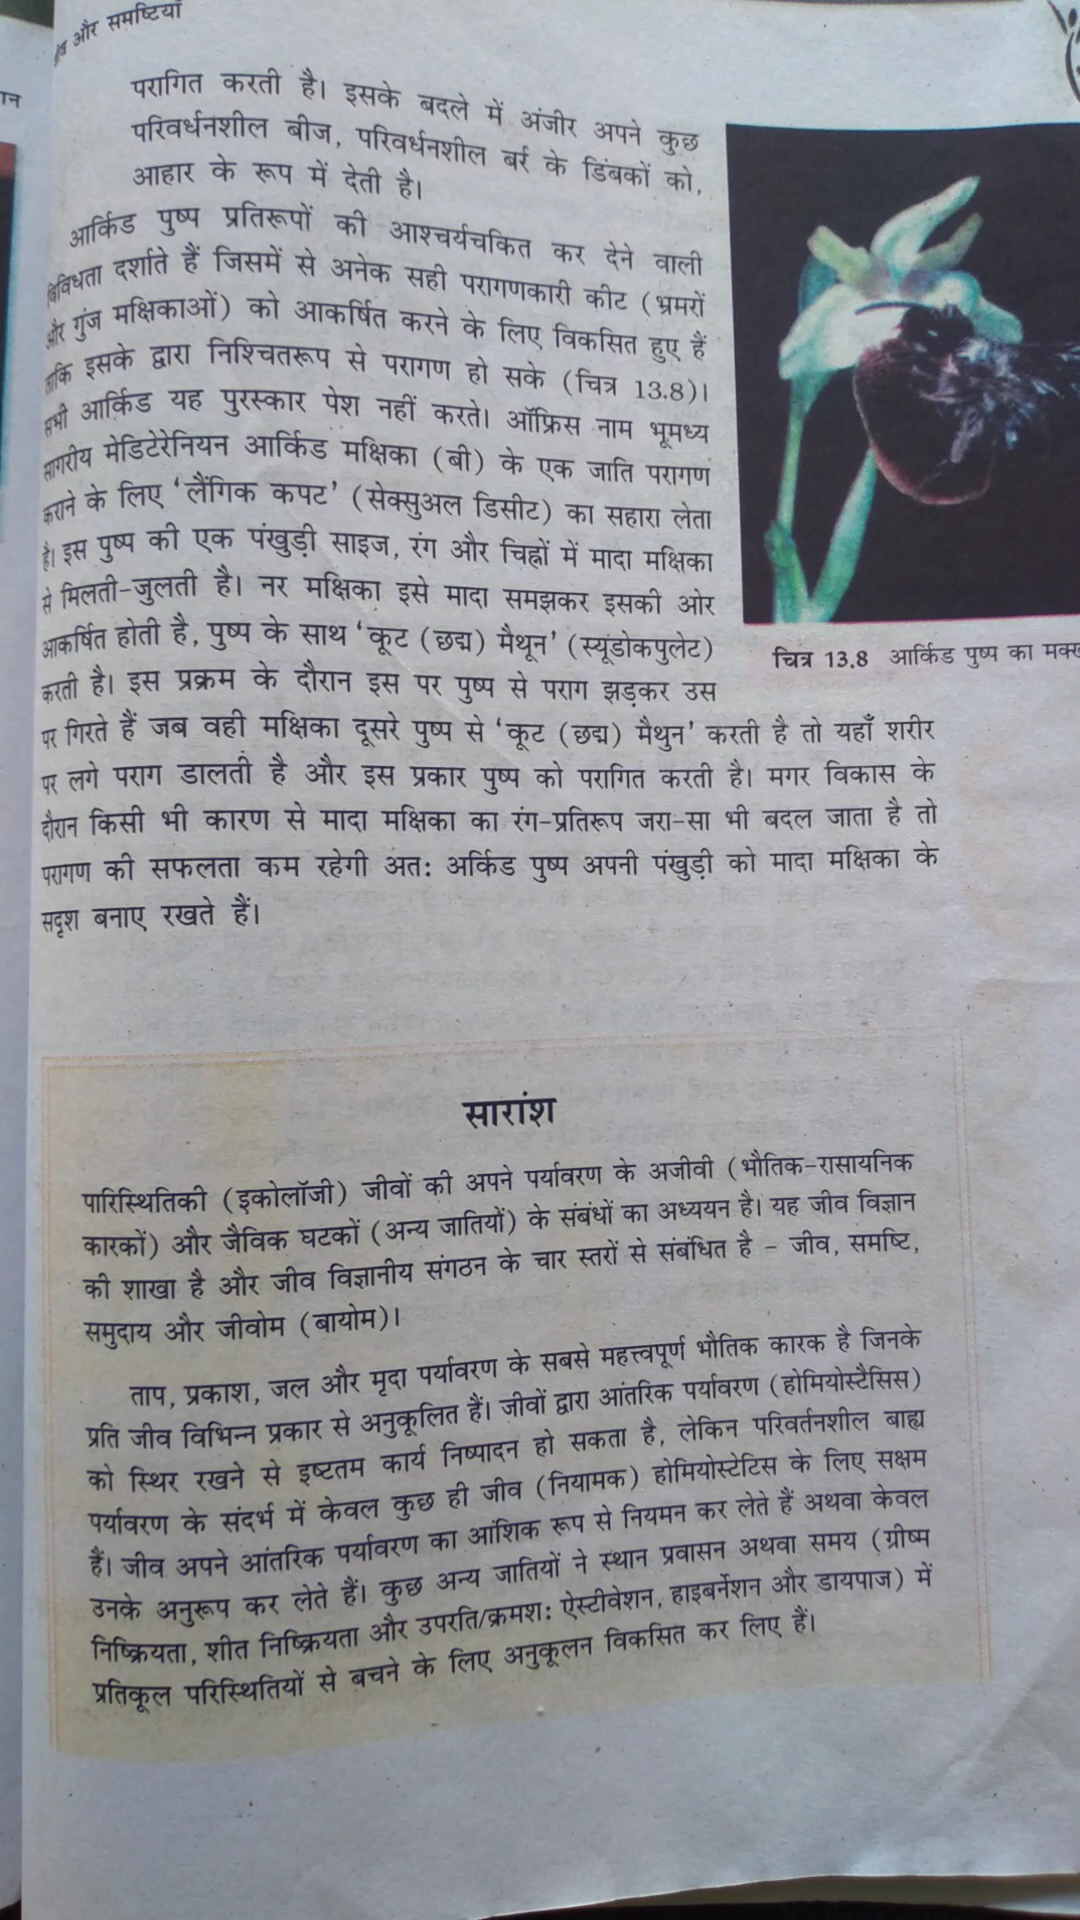 और समष्टियाँ
परागित करती है। इसके बदले में अंजीर अपने कुछ
परिवर्धनशील बीज, परिवर्धनशील बर्र के डिंबकों को,
आहार के रूप में देती है।
आर्किड पुष्प प्रतिरूपों की आश्चर्यचकित कर देने वाली
विविधता दर्शाते हैं जिसमें से अनेक सही परागणकारी कीट (भ्रमरों
और गुंज मक्षिकाओं) को आकर्षित करने के लिए विकसित हुए हैं
ताकि इसके द्वारा निश्चितरूप से परागण हो सके (चित्र 13.8)।
सभी आर्किड यह पुरस्कार पेश नहीं करते। ऑफ्रिस नाम भूमध्य
सागरीय मेडिटेरेनियन आर्किड मक्षिका (बी) के एक जाति परागण
कराने के लिए 'लैंगिक कपट' (सेक्सुअल डिसीट) का सहारा लेता
है। इस पुष्प की एक पंखुड़ी साइज, रंग और चिह्नों में मादा मक्षिका
से मिलती-जुलती है। नर मक्षिका इसे मादा समझकर इसकी ओर
आकर्षित होती है, पुष्प के साथ 'कूट (छद्म) मैथून' (स्यूंडोकपुलेट)
करती है। इस प्रक्रम के दौरान इस पर पुष्प से पराग झड़कर उस
पर गिरते हैं जब वही मक्षिका दूसरे पुष्प से 'कूट (छद्म) मैथुन' करती है तो यहाँ शरीर
पर लगे पराग डालती है और इस प्रकार पुष्प को परागित करती है। मगर विकास के
दौरान किसी भी कारण से मादा मक्षिका का रंग-प्रतिरूप जरा-सा भी बदल जाता है तो
परागण की सफलता कम रहेगी अतः अर्किड पुष्प अपनी पंखुड़ी को मादा मक्षिका के
सदृश बनाए रखते हैं।
चित्र 13.8 आर्किड पुष्प का
सारांश
पारिस्थितिकी (इकोलॉजी) जीवों की अपने पर्यावरण के अजीवी (भौतिक-रासायनिक
कारकों) और जैविक घटकों (अन्य जातियों) के संबंधों का अध्ययन है। यह जीव विज्ञान
की शाखा है और जीव विज्ञानीय संगठन के चार स्तरों से संबंधित है – जीव, समष्टि,
समुदाय और जीवोम (बायोम)।
ताप, प्रकाश, जल और मृदा पर्यावरण के सबसे महत्त्वपूर्ण भौतिक कारक है जिनके
प्रति जीव विभिन्न प्रकार से अनुकूलित हैं। जीवों द्वारा आंतरिक पर्यावरण (होमियोस्टैसिस)
को स्थिर रखने से इष्टतम कार्य निष्पादन हो सकता है, लेकिन परिवर्तनशील बाह्य
पर्यावरण के संदर्भ में केवल कुछ ही जीव (नियामक) होमियोस्टेटिस के लिए सक्षम
हैं। जीव अपने आंतरिक पर्यावरण का आंशिक रूप से नियमन कर लेते हैं अथवा केवल
उनके अनुरूप कर लेते हैं। कुछ अन्य जातियों ने स्थान प्रवासन अथवा समय (ग्रीष्म
निष्क्रियता, शीत निष्क्रियता और उपरति/क्रमशः ऐस्टीवेशन, हाइबर्नेशन और डायपाज) में
प्रतिकूल परिस्थितियों से बचने के लिए अनुकूलन विकसित कर लिए हैं।